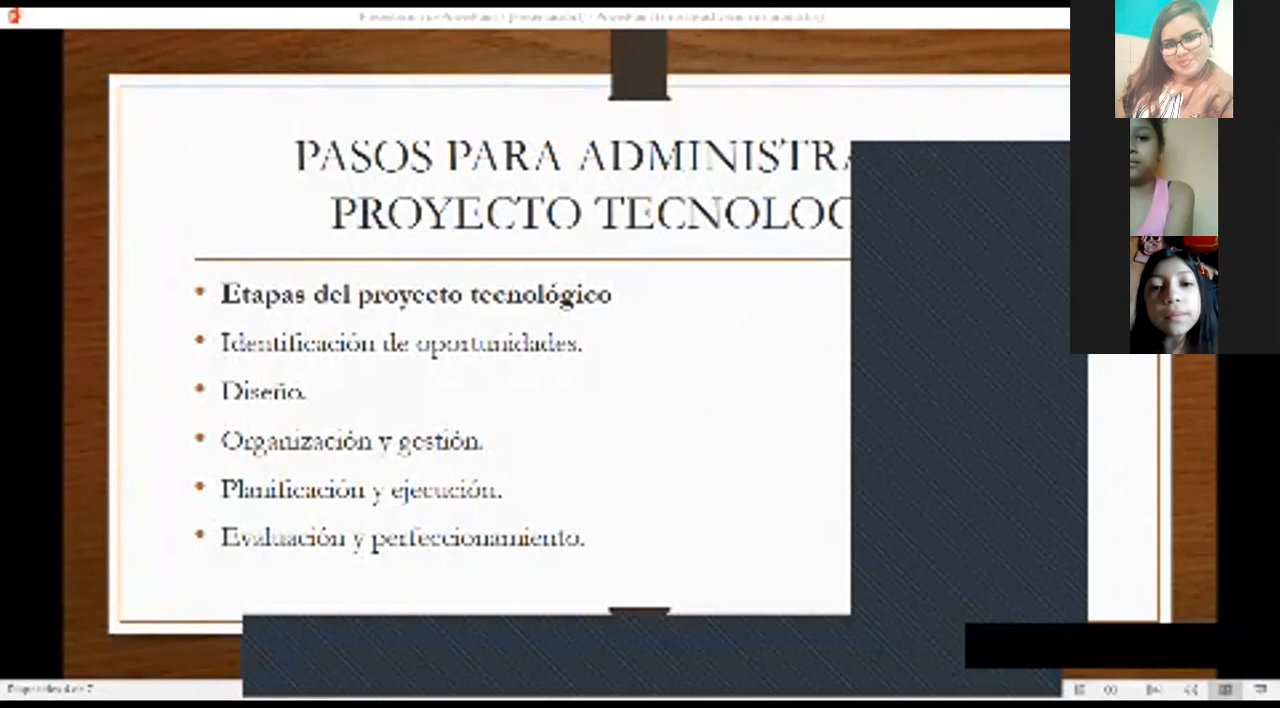 PASOS PARA ADMINISTRA
PROYECTO TECNOLOG
Etapas del proyecto tecnológico
Identificación de oportunidades.
Diseño.
Organización y gestión.
Planificación y ejecución.
Evaluación y perfeccionamiento.